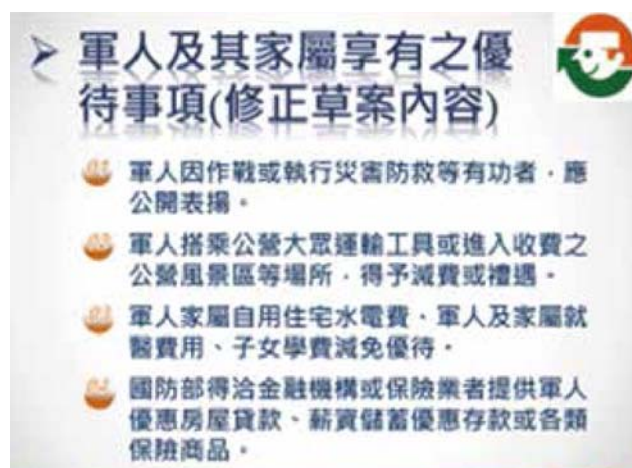 軍人及其家屬享有之優
待事項(修正草案內容)
軍人因作戰或執行災害防救等有功者，應
公開表揚。
軍人搭乘公營大眾運輸工具或進入收費之
公營風景區等場所，得予減費或禮遇。
軍人家屬自用住宅水電費、軍人及家屬就
醫費用、子女學費減免優待。
國防部得洽金融機構或保險業者提供軍人
優惠房屋貸款、薪資儲蓄優惠存款或各類
保險商品。